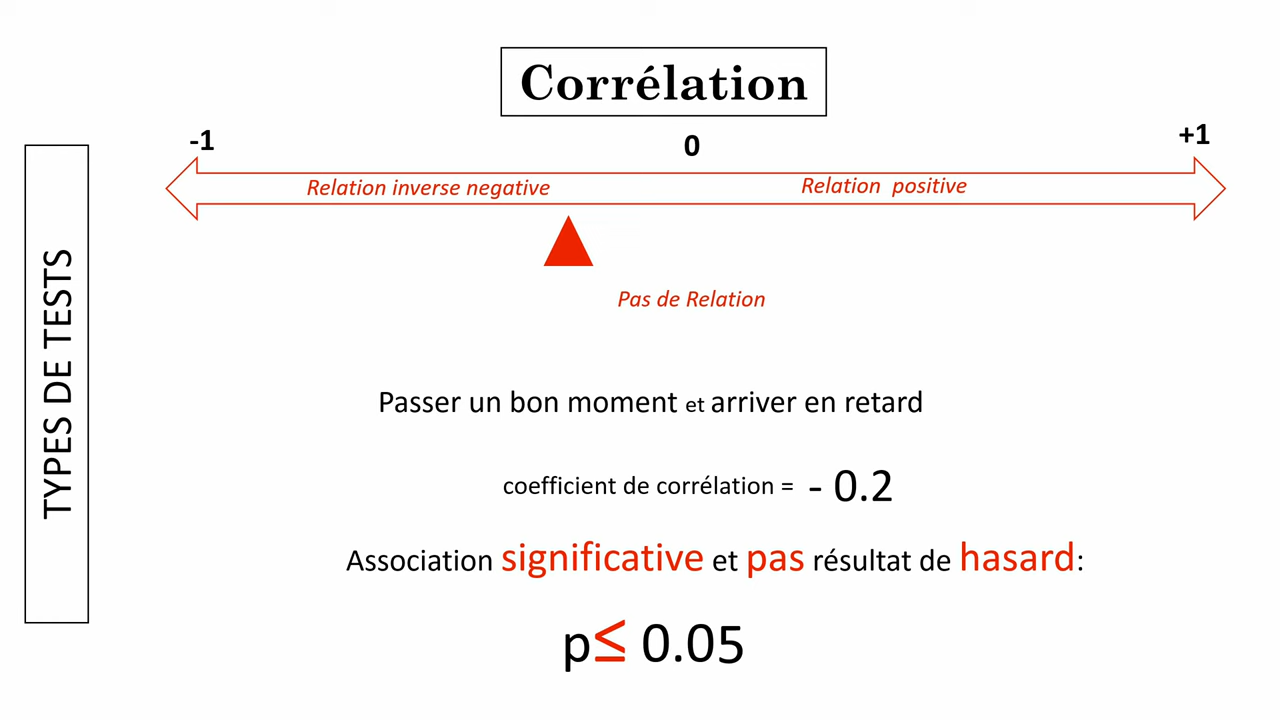 Corrélation
-1
0
+1
Relation inverse negative
Relation positive
Pas de Relation
TYPES DE TESTS
Passer un bon moment et arriver en retard
coefficient de corrélation = - 0.2
Association significative et pas résultat de hasard:
p≤ 0.05